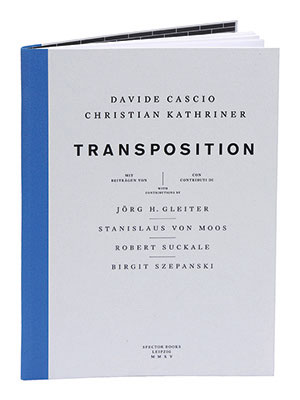 DAVIDE CASCIO
CHRISTIAN KATHRINER
TRANSPOSITION
MIT
BEITRÄGEN VON
CON
CONTRIBUTI DI
WITH
CONTRIBUTIONS BY
JÖRG H. GLEITER
STANISLAUS VON MOOS
ROBERT SUCKALE
BIRGIT SZEPANSKI
SPECTOR BOOKS
LEIPZIG
MMXV